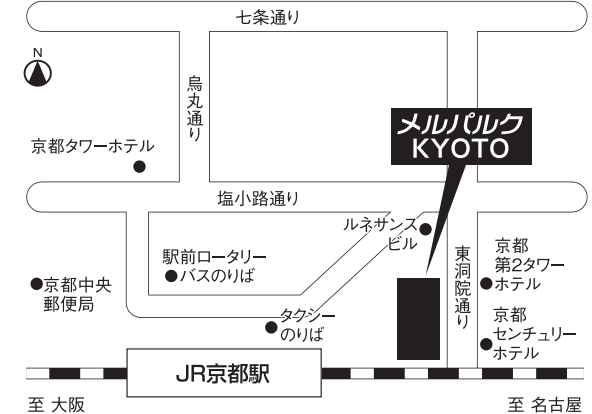 七条通り
N
烏丸通り
メルパルク
KYOTO
京都タワーホテル
塩小路通り
ルネサンス
ビル
駅前ロータリー
バスのりば
東洞院通り
京都
第2タワー
ホテル
京都中央
郵便局
タクシー
のりば
京都
センチュリー
ホテル
JR京都駅
至 大阪
至 名古屋